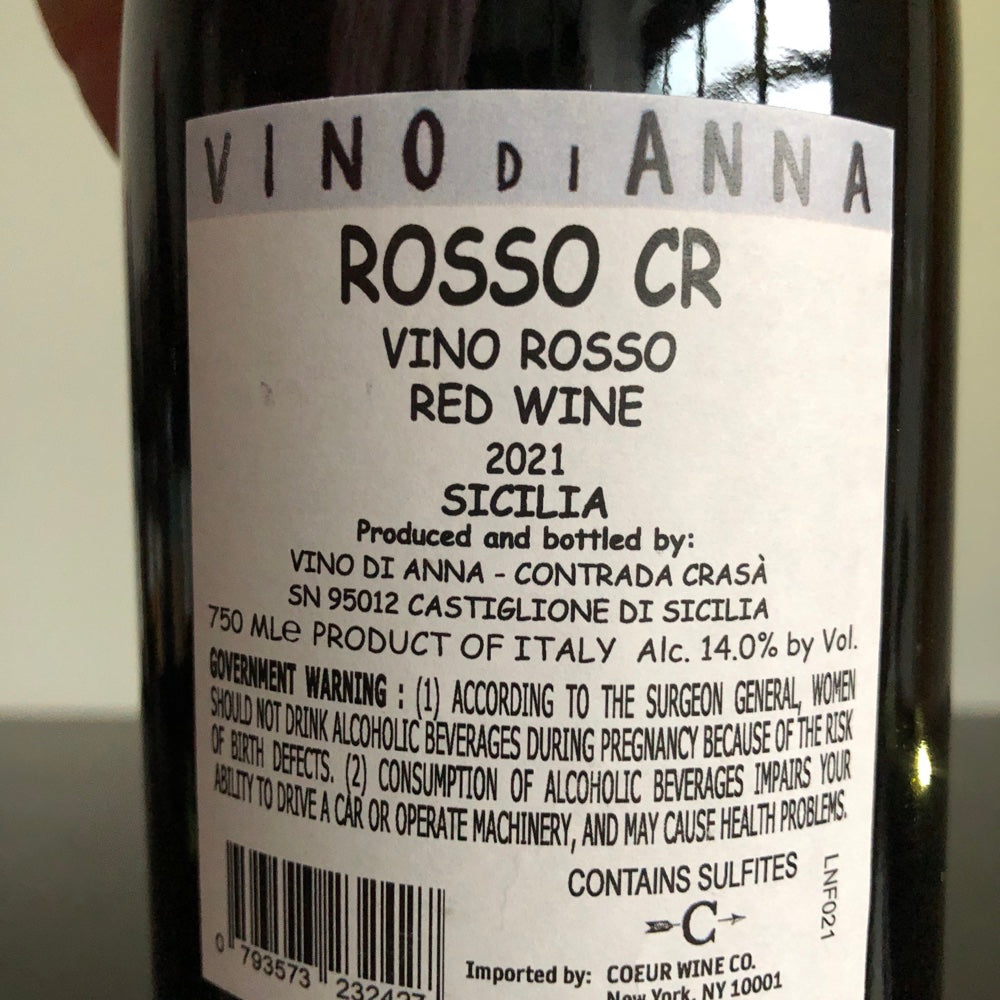 VINO DI ANNA
ROSSO CR
VINO ROSSO
RED WINE
2021
SICILIA
Produced and bottled by:
VINO DI ANNA - CONTRADA CRASÀ
SN 95012 CASTIGLIONE DI SICILIA
750 MLe PRODUCT OF ITALY Alc. 14.0% by Vol.
GOVERNMENT WARNING : (1) ACCORDING TO THE SURGEON GENERAL, WOMEN
SHOULD NOT DRINK ALCOHOLIC BEVERAGES DURING PREGNANCY BECAUSE OF THE RISK
OF BIRTH DEFECTS. (2) CONSUMPTION OF ALCOHOLIC BEVERAGES IMPAIRS YOUR
ABILITY TO DRIVE A CAR OR OPERATE MACHINERY, AND MAY CAUSE HEALTH PROBLEMS.
CONTAINS SULFITES
LNF021
C
0 793573 232427
Imported by: COEUR WINE CO.
New York, NY 10001